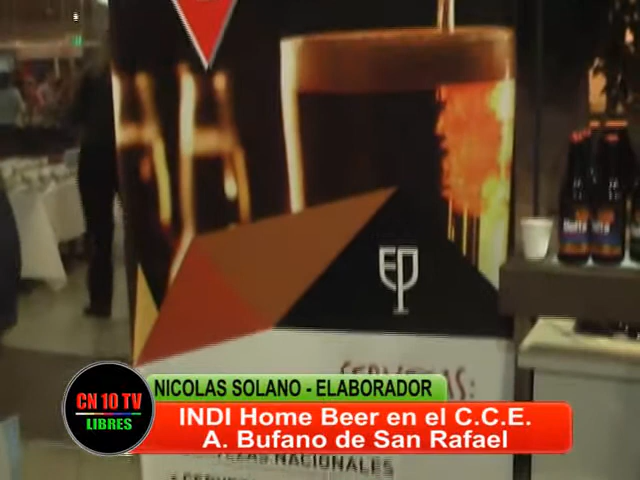 EP
CERVEZAS:
NICOLAS SOLANO - ELABORADOR
CN 10 TV
LIBRES
INDI Home Beer en el C.C.E.
A. Bufano de San Rafael
CERVEZAS NACIONALES